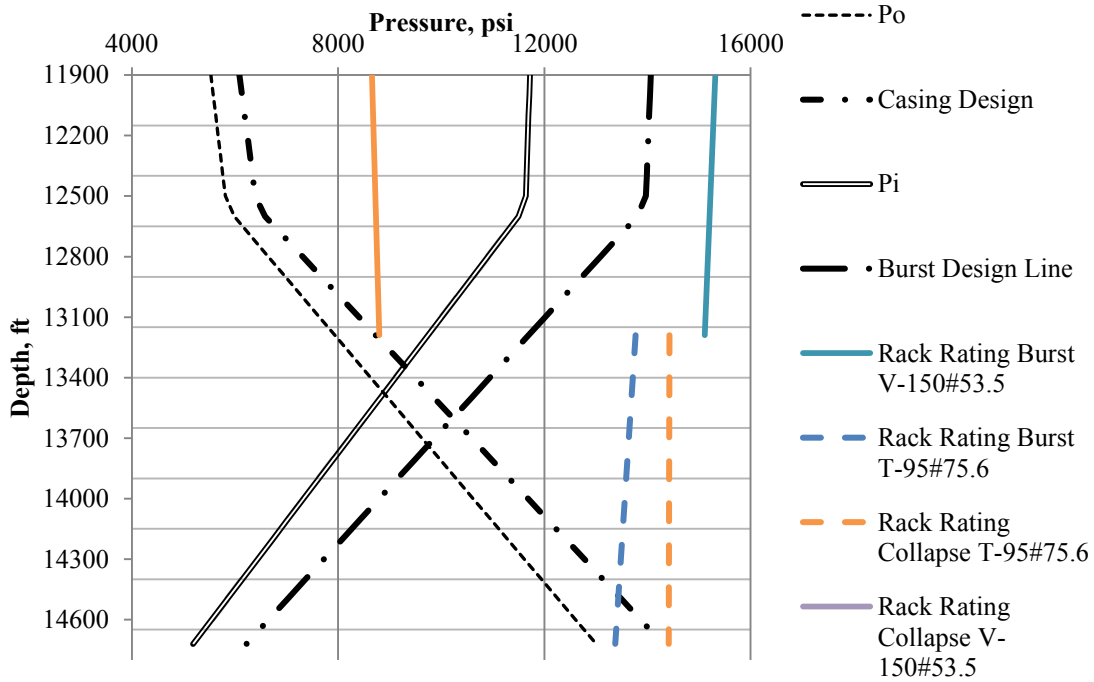 Pressure, psi
4000 8000 12000 16000
11900
12200
12500
12800
13100
13400
13700
14000
14300
14600
Depth, ft
Po
Casing Design
Pi
Burst Design Line
Rack Rating Burst
V-150#53.5
Rack Rating Burst
T-95#75.6
Rack Rating
Collapse T-95#75.6
Rack Rating
Collapse V-
150#53.5